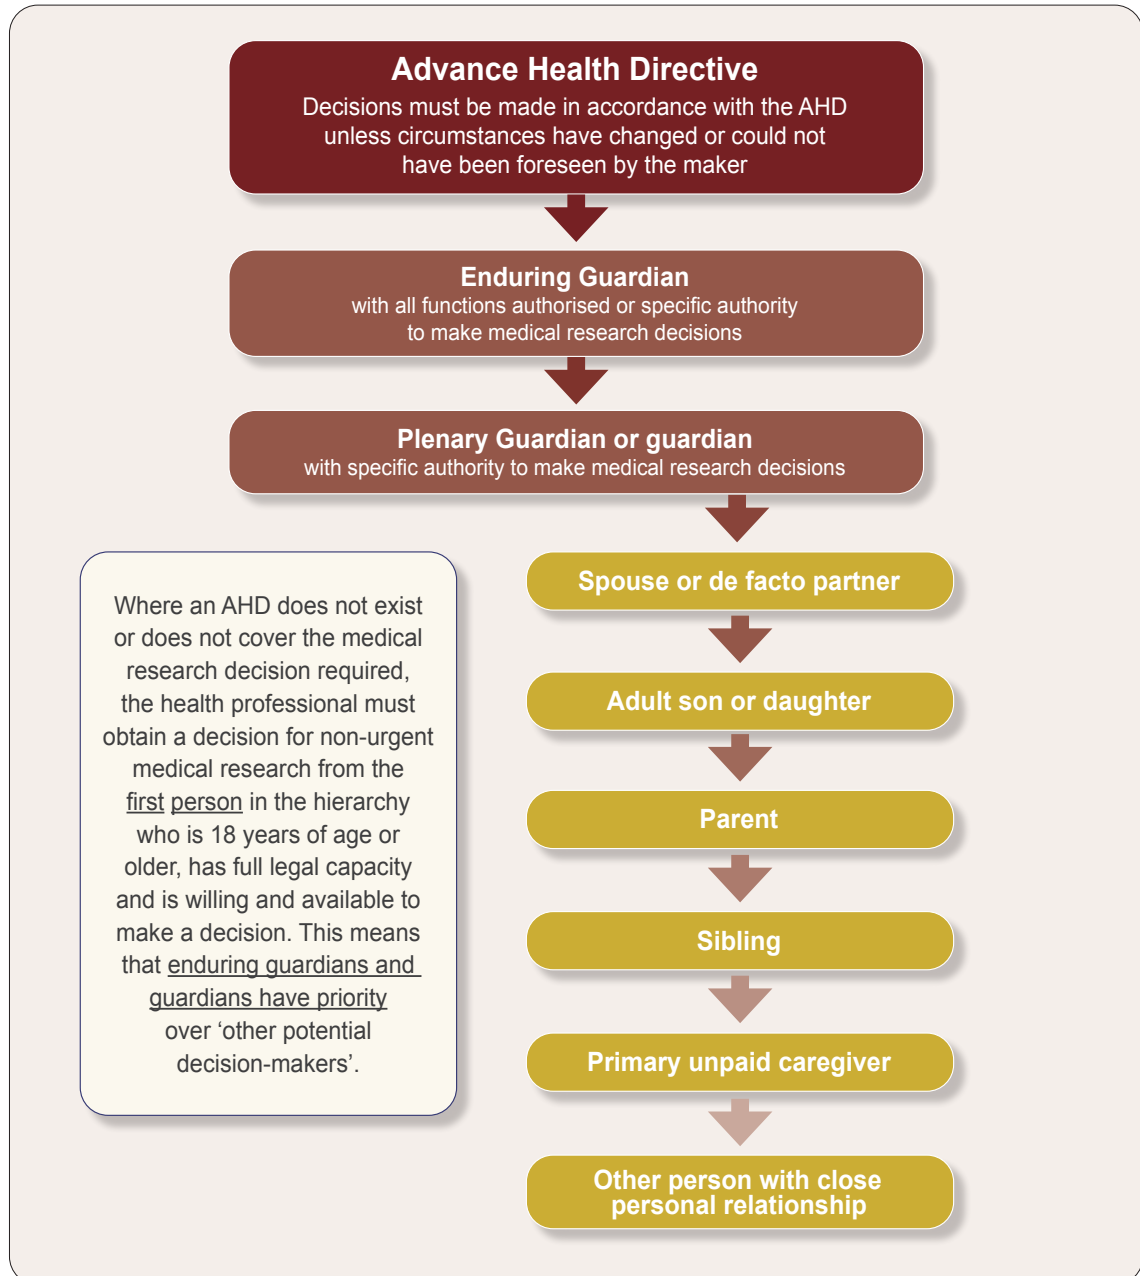 Advance Health Directive
Decisions must be made in accordance with the AHD
unless circumstances have changed or could not
have been foreseen by the maker
Enduring Guardian
with all functions authorised or specific authority
to make medical research decisions
Plenary Guardian or guardian
with specific authority to make medical research decisions
Where an AHD does not exist
or does not cover the medical
research decision required,
the health professional must
obtain a decision for non-urgent
medical research from the
first person in the hierarchy
who is 18 years of age or
older, has full legal capacity
and is willing and available to
make a decision. This means
that enduring guardians and
guardians have priority
over ‘other potential
decision-makers’.
Spouse or de facto partner
Adult son or daughter
Parent
Sibling
Primary unpaid caregiver
Other person with close
personal relationship